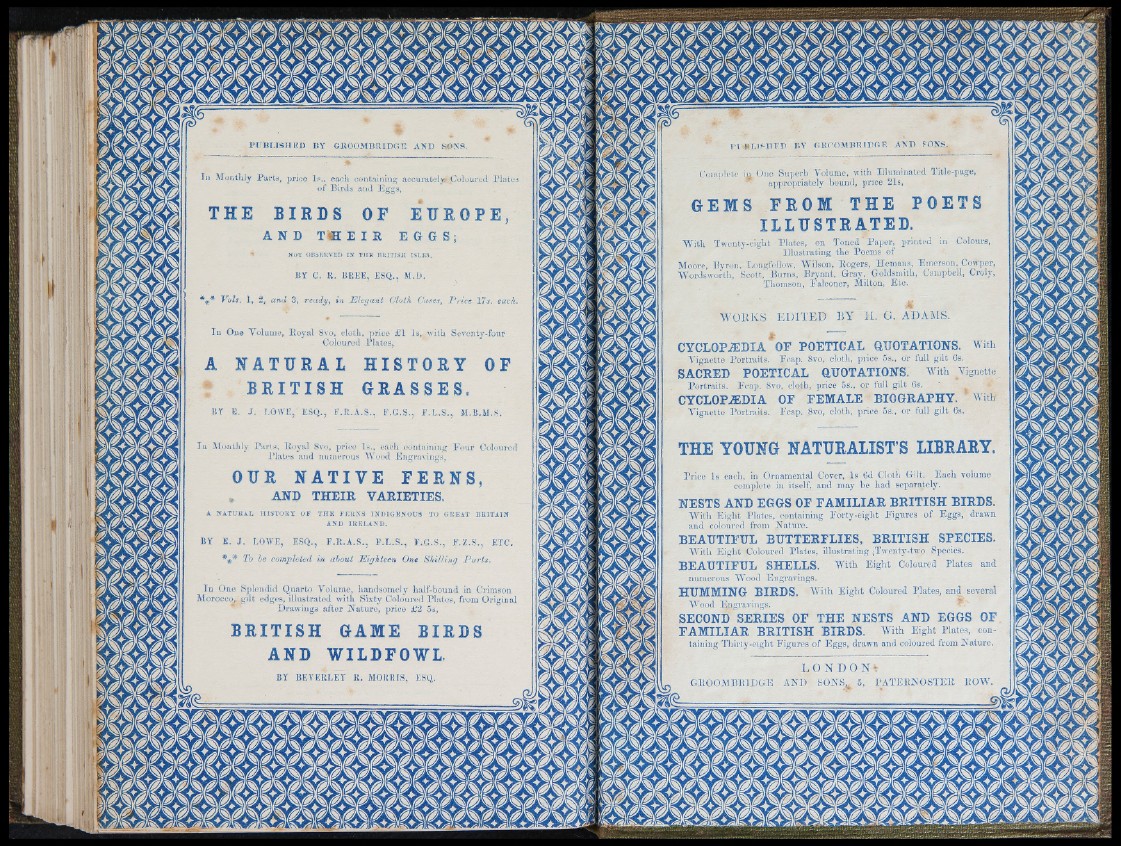 PUBLISHED BY GROOMBRIDGE AND SONS.
In Monthly Parts, price 1s., each containing accurately Coloured Plates
of Birds and Eggs,
THE BIRDS OF EUROPE,
AND THEIR EGGS;
NOT OBSERVED IN THE BRITISH ISLES.
BY C. R. BREE, ESQ., M.D.
*⁎* Vols. 1, 2, and 3, ready, in Elegant Cloth Cases, Price 17s. each.
In One Volume, Royal 8vo, cloth, price £1 1s., with Seventy-four
Coloured Plates,
A NATURAL HISTORY OF
BRITISH GRASSES.
BY E. J. LOWE, ESQ., F.R.A.S., F.G.S., F.L.S., M.B.M.S.
In Monthly Parts, Royal 8vo, price 1s., each containing Four Coloured
Plates and numerous Wood Engravings,
OUR NATIVE FERNS,
AND THEIR VARIETIES.
A NATURAL HISTORY OF THE FERNS INDIGENOUS TO GREAT BRITAIN
AND IRELAND.
BY E. J. LOWE, ESQ., F.R.A.S., F.L.S., F.G.S., F.Z.S., ETC.
*⁎* To be completed in about Eighteen One Shilling Parts.
In One Splendid Quarto Volume, handsomely half-bound in Crimson
Morocco, gilt edges, illustrated with Sixty Coloured Plates, from Original
Drawings after Nature, price £2 5s,
BRITISH GAME BIRDS
AND WILDFOWL.
BY BEVERLEY R. MORRIS, ESQ.
PUBLISHED BY GROOMBRIDGE AND SONS.
Complete in One Superb Volume, with Illuminated Title-page,
appropriately bound, price 21s,
GEMS FROM THE POETS
ILLUSTRATED.
With Twenty-eight Plates, on Toned Paper, printed in Colours,
Illustrating the Poems of
Moore, Byron, Longfellow, Wilson, Rogers, Hemans, Emerson, Cowper,
Wordsworth, Scott, Burns, Bryant, Gray, Goldsmith, Campbell, Croly,
Thomson, Falconer, Milton, Etc.
WORKS EDITED BY H. G. ADAMS.
CYCLOPÆDIA OF POETICAL QUOTATIONS. With
Vignette Portraits. Fcap. 8vo, cloth, price 5s., or full gilt 6s.
SACRED POETICAL QUOTATIONS. With Vignette
Portraits. Fcap. 8vo, cloth, price 5s., or full gilt 6s.
CYCLOPÆDIA OF FEMALE BIOGRAPHY. With
Vignette Portraits. Fcap. 8vo, cloth, price 5s., or full gilt 6s.
THE YOUNG NATURALIST'S LIBRARY.
Price 1s each, in Ornamental Cover, 1s 6d Cloth Gilt. Each volume
complete in itself, and may be had separately.
NESTS AND EGGS OF FAMILIAR BRITISH BIRDS.
With Eight Plates, containing Forty-eight Figures of Eggs, drawn
and coloured from Nature.
BEAUTIFUL BUTTERFLIES, BRITISH SPECIES.
With Eight Coloured Plates, illustrating Twenty-two Species.
BEAUTIFUL SHELLS. With Eight Coloured Plates and
numerous Wood Engravings.
HUMMING BIRDS. With Eight Coloured Plates, and several
Wood Engravings.
SECOND SERIES OF THE NESTS AND EGGS OF
FAMILIAR BRITISH BIRDS. With Eight Plates, con-
taining Thirty-eight Figures of Eggs, drawn and coloured from Nature.
LONDON:
GROOMBRIDGE AND SONS, 5, PATERNOSTER ROW.